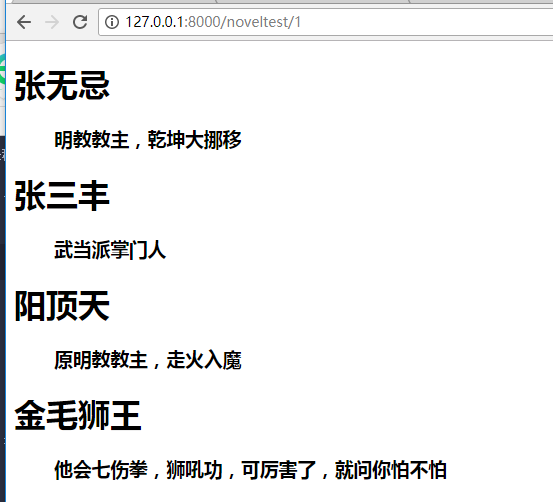 127.0.0.1:8000/noveltest/1
张无忌
明教教主，乾坤大挪移
张三丰
武当派掌门人
阳顶天
原明教教主，走火入魔
金毛狮王
他会七伤拳，狮吼功，可厉害了，就问你怕不怕